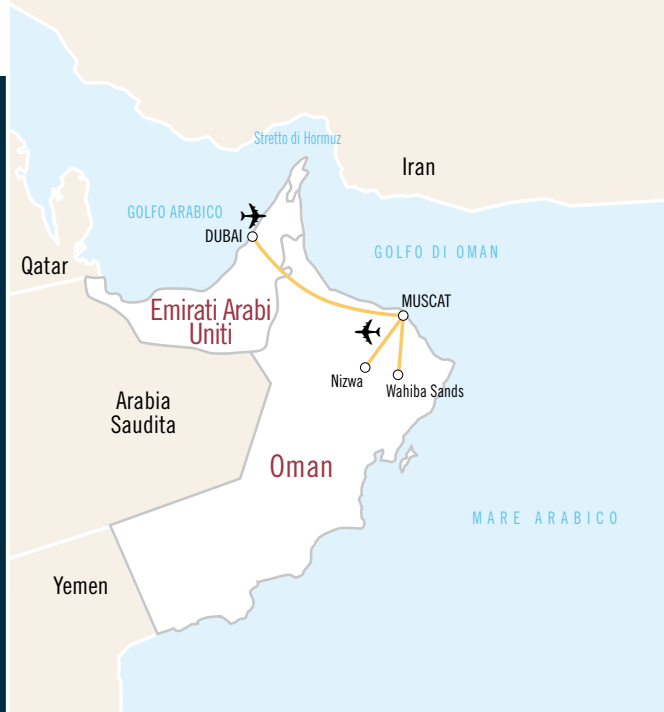 Stretto di Hormuz
Iran
GOLFO ARABICO
DUBAI
GOLFO DI OMAN
Qatar
Emirati Arabi
Uniti
MUSCAT
Nizwa
Wahiba Sands
Arabia
Saudita
Oman
MARE ARABICO
Yemen